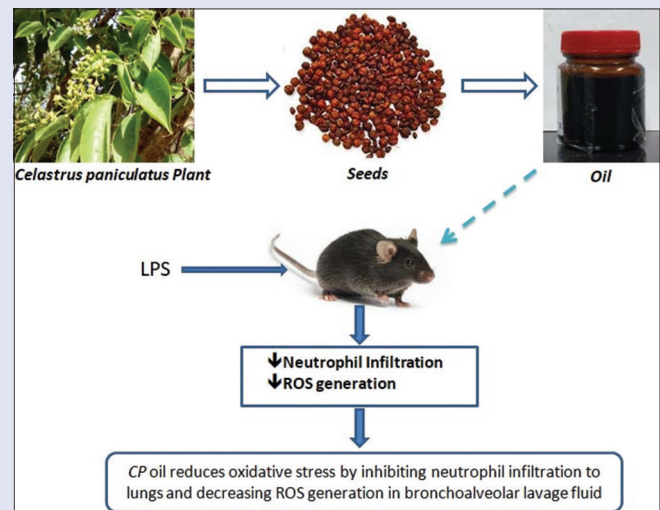 Celastrus paniculatus Plant
Seeds
Oil
LPS
↓Neutrophil Infiltration
↓ROS generation
CP oil reduces oxidative stress by inhibiting neutrophil infiltration to
lungs and decreasing ROS generation in bronchoalveolar lavage fluid